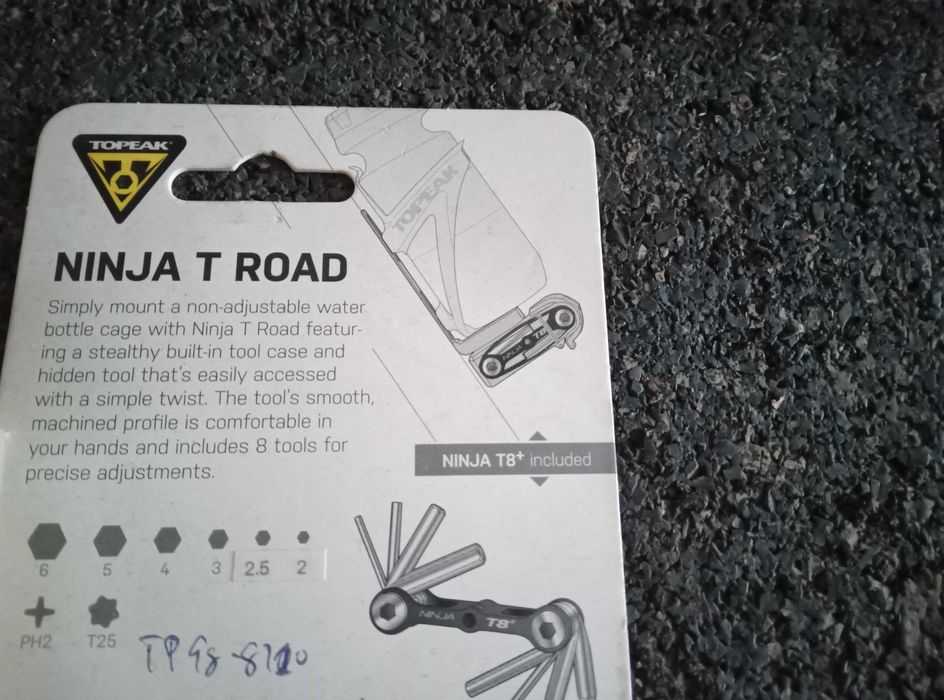 TOPEAK
TOPEAK
NINJA T ROAD
Simply mount a non-adjustable water
bottle cage with Ninja T Road featur-
ing a stealthy built-in tool case and
hidden tool that's easily accessed
with a simple twist. The tool's smooth,
machined profile is comfortable in
your hands and includes 8 tools for
precise adjustments.
NINJA T8
NINJA T8+ included
6 5 4 3 2.5 2
PH2 T25
NINJA T8+